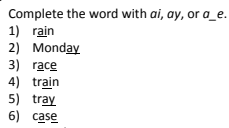 Complete the word with ai, ay, or a_e.
1) rain
2) Monday
3) race
4) train
5) tray
6) case